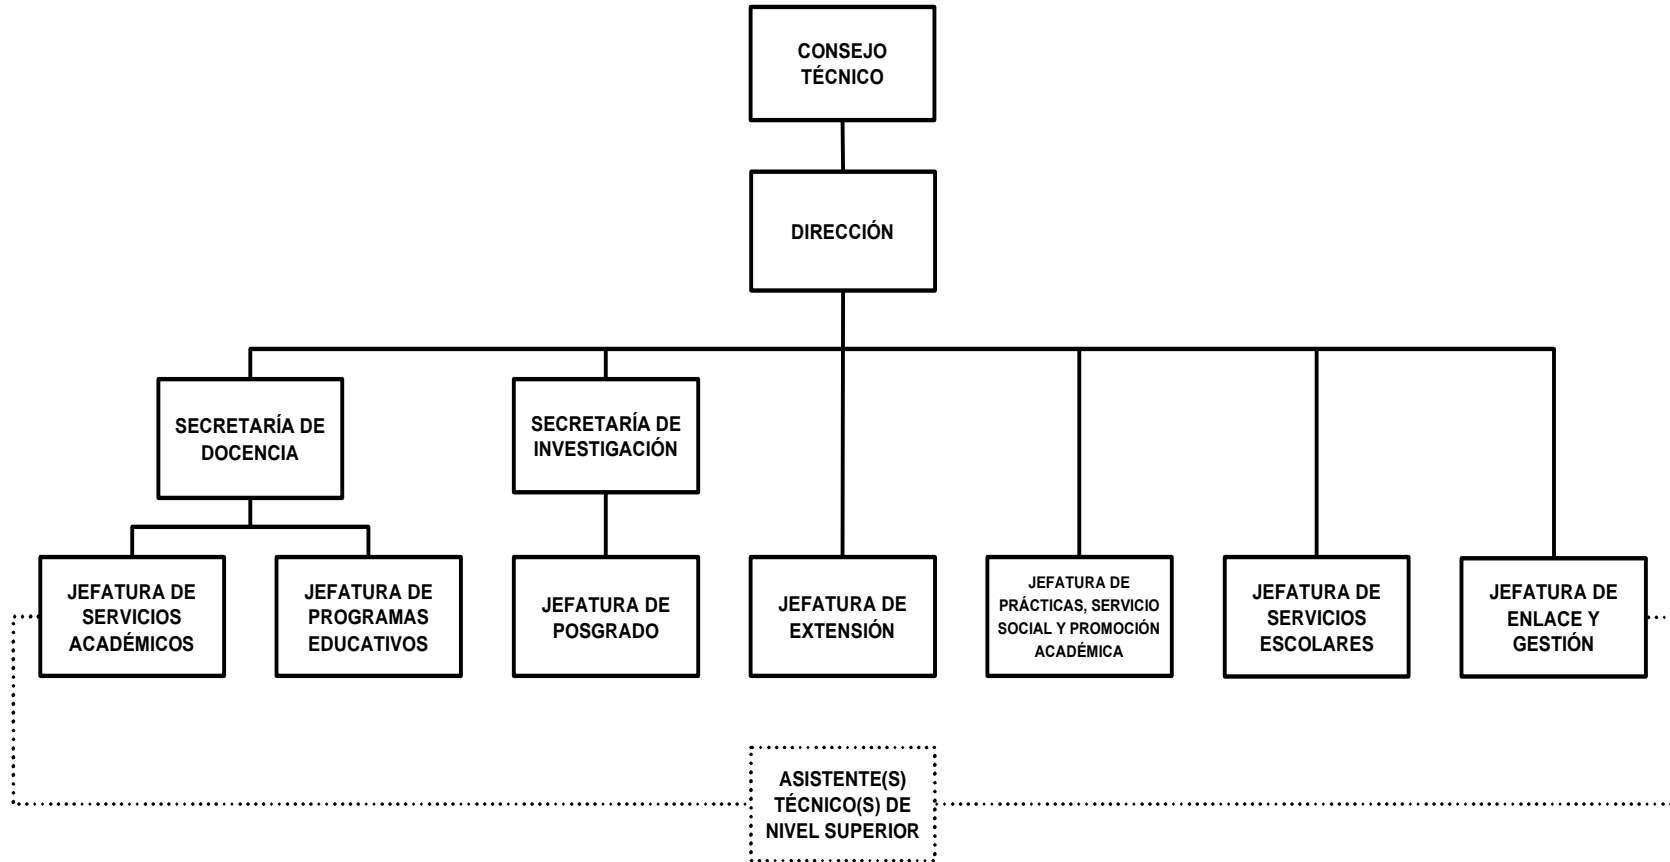 CONSEJO
TÉCNICO
DIRECCIÓN
SECRETARÍA DE
DOCENCIA
SECRETARÍA DE
INVESTIGACIÓN
JEFATURA DE
SERVICIOS
ACADÉMICOS
JEFATURA DE
PROGRAMAS
EDUCATIVOS
JEFATURA DE
POSGRADO
JEFATURA DE
EXTENSIÓN
JEFATURA DE
PRÁCTICAS, SERVICIO
SOCIAL Y PROMOCIÓN
ACADÉMICA
JEFATURA DE
SERVICIOS
ESCOLARES
JEFATURA DE
ENLACE Y
GESTIÓN
ASISTENTE(S)
TÉCNICO(S) DE
NIVEL SUPERIOR